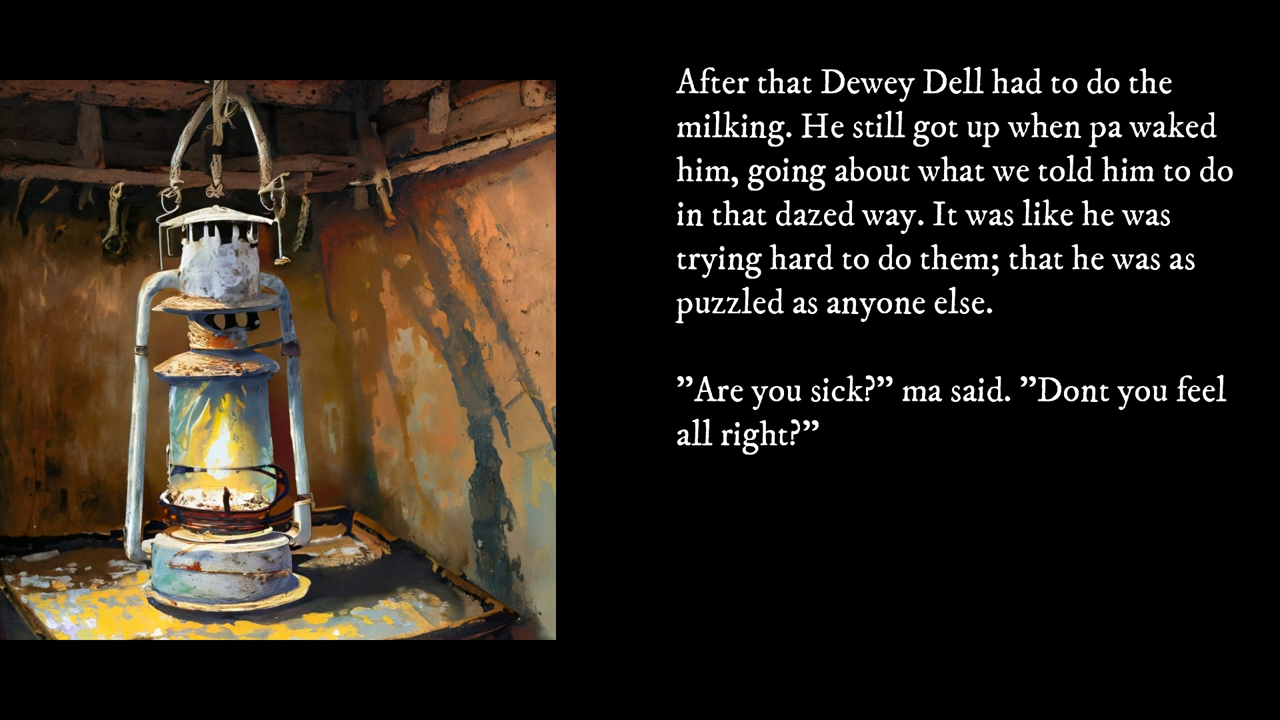 After that Dewey Dell had to do the
milking. He still got up when pa waked
him, going about what we told him to do
in that dazed way. It was like he was
trying hard to do them; that he was as
puzzled as anyone else.
”Are you sick?” ma said. ”Dont you feel
all right?”